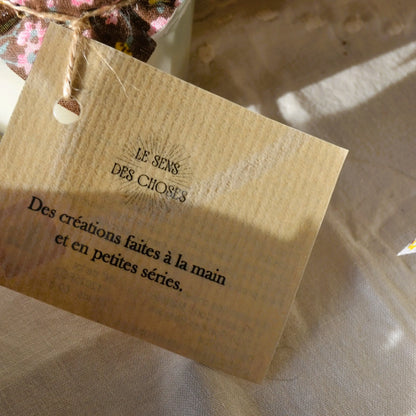 LE SENS
DES CHOSES
Des créations faites à la main
et en petites séries.